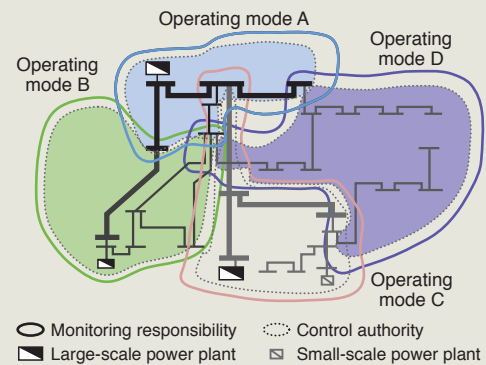 Operating mode A
Operating
mode D
Operating
mode B
Operating
mode C
Monitoring responsibility
Control authority
Large-scale power plant
Small-scale power plant